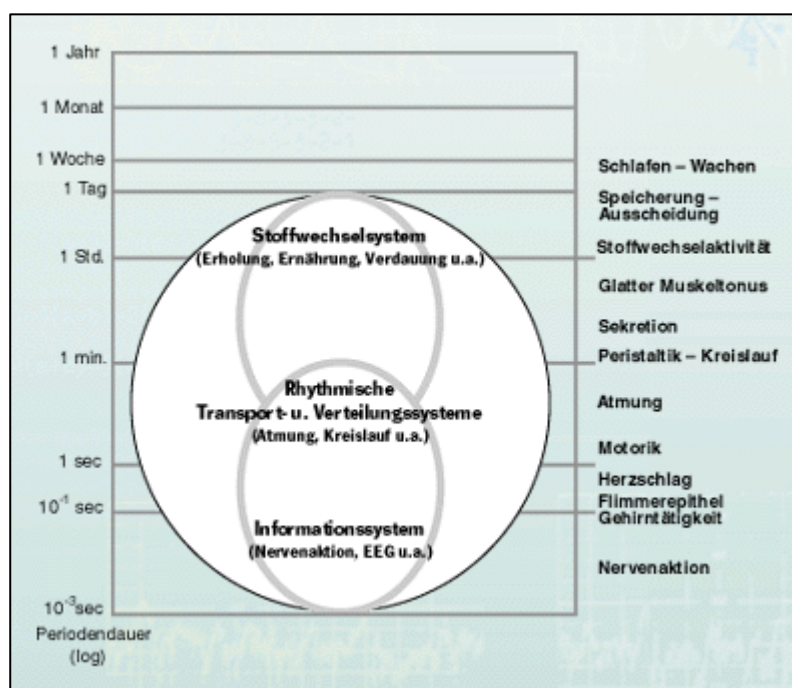 1 Jahr
1 Monat
1 Woche
1 Tag
1 Std.
1 min.
1 sec
10⁻¹ sec
10⁻³sec
Periodendauer
(log)
Stoffwechselsystem
(Erholung, Ernährung, Verdauung u.a.)
Rhythmische
Transport- u. Verteilungssysteme
(Atmung, Kreislauf u.a.)
Informationssystem
(Nervenaktion, EEG u.a.)
Schlafen – Wachen
Speicherung –
Ausscheidung
Stoffwechselaktivität
Glatter Muskeltonus
Sekretion
Peristaltik – Kreislauf
Atmung
Motorik
Herzschlag
Flimmerepithel
Gehirntätigkeit
Nervenaktion